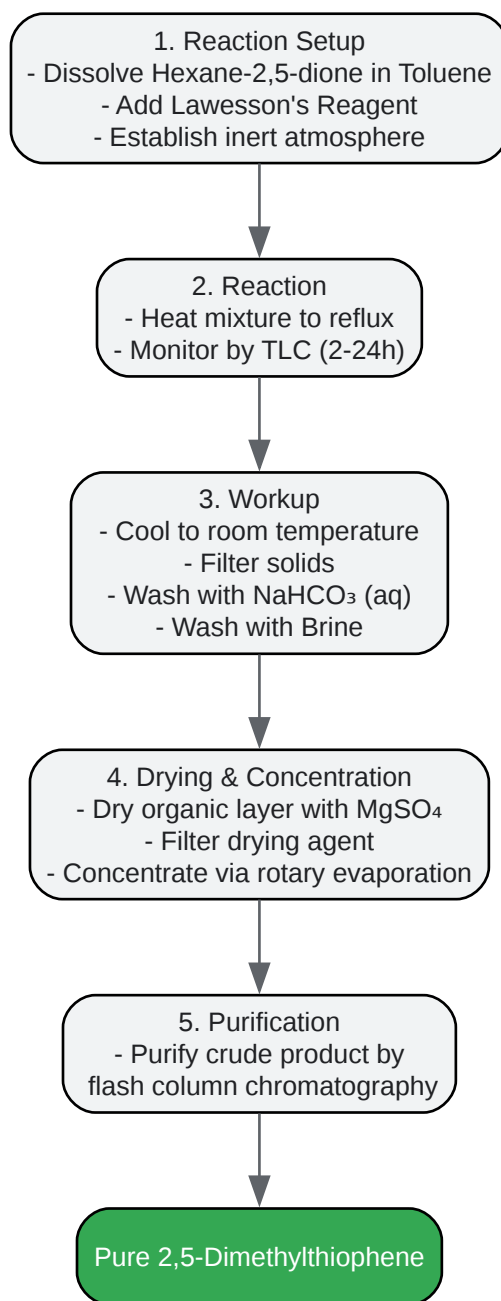 1. Reaction Setup
- Dissolve Hexane-2,5-dione in Toluene
- Add Lawesson's Reagent
- Establish inert atmosphere
2. Reaction
- Heat mixture to reflux
- Monitor by TLC (2-24h)
3. Workup
- Cool to room temperature
- Filter solids
- Wash with NaHCO₃ (aq)
- Wash with Brine
4. Drying & Concentration
- Dry organic layer with MgSO₄
- Filter drying agent
- Concentrate via rotary evaporation
5. Purification
- Purify crude product by
flash column chromatography
Pure 2,5-Dimethylthiophene